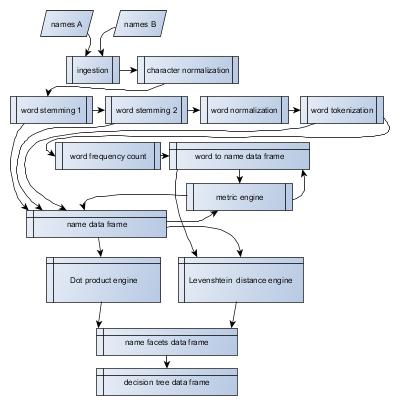 names A
names B
ingestion
character normalization
word stemming 1
word stemming 2
word normalization
word tokenization
word frequency count
word to name data frame
metric engine
name data frame
Dot product engine
Levenshtein distance engine
name facets data frame
decision tree data frame